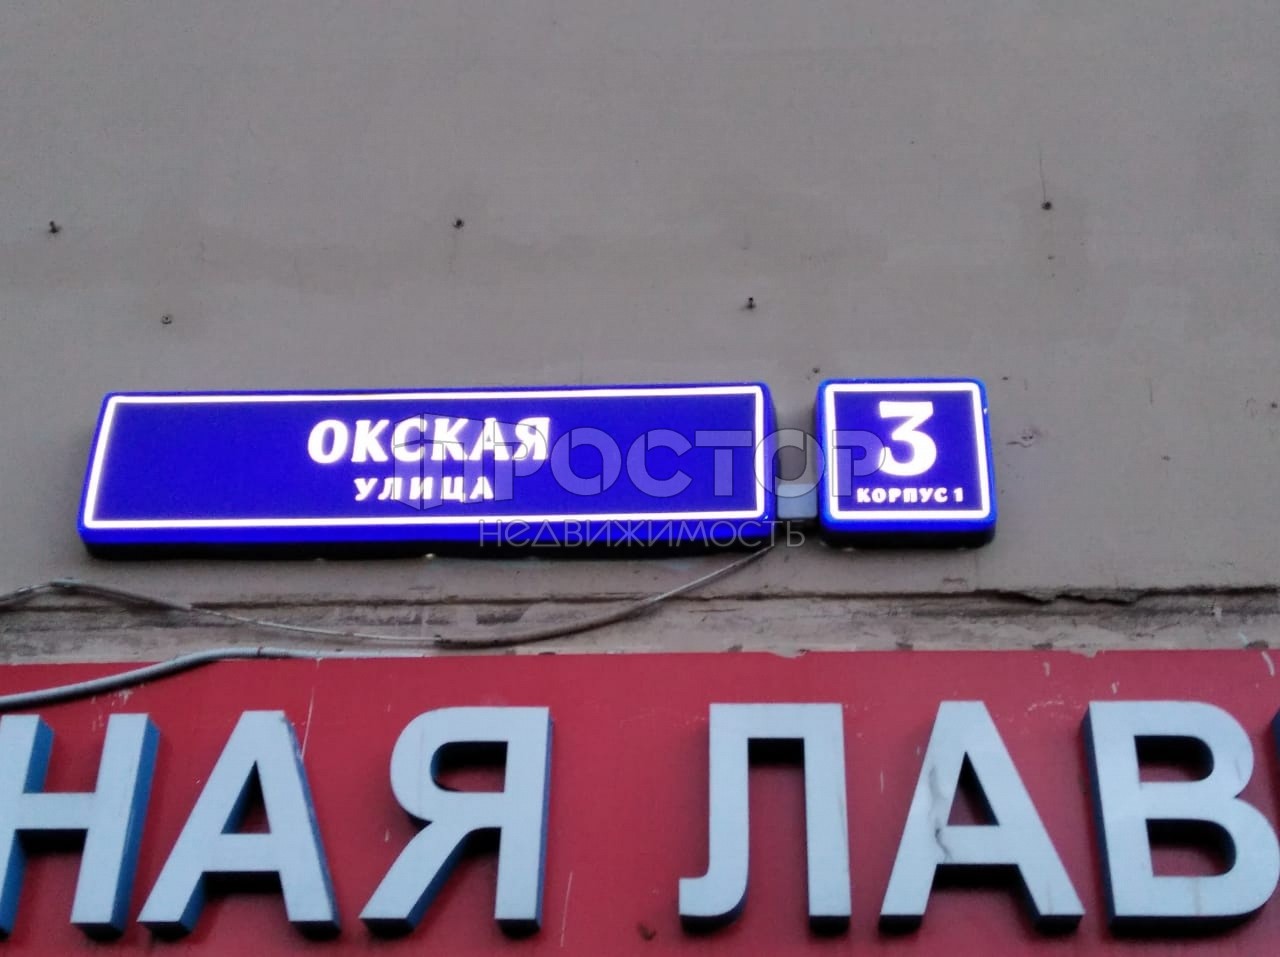 ОКСКАЯ
УЛИЦА
3
КОРПУС 1
ПРОСТОР
недвижимость
НАЯ ЛАВ